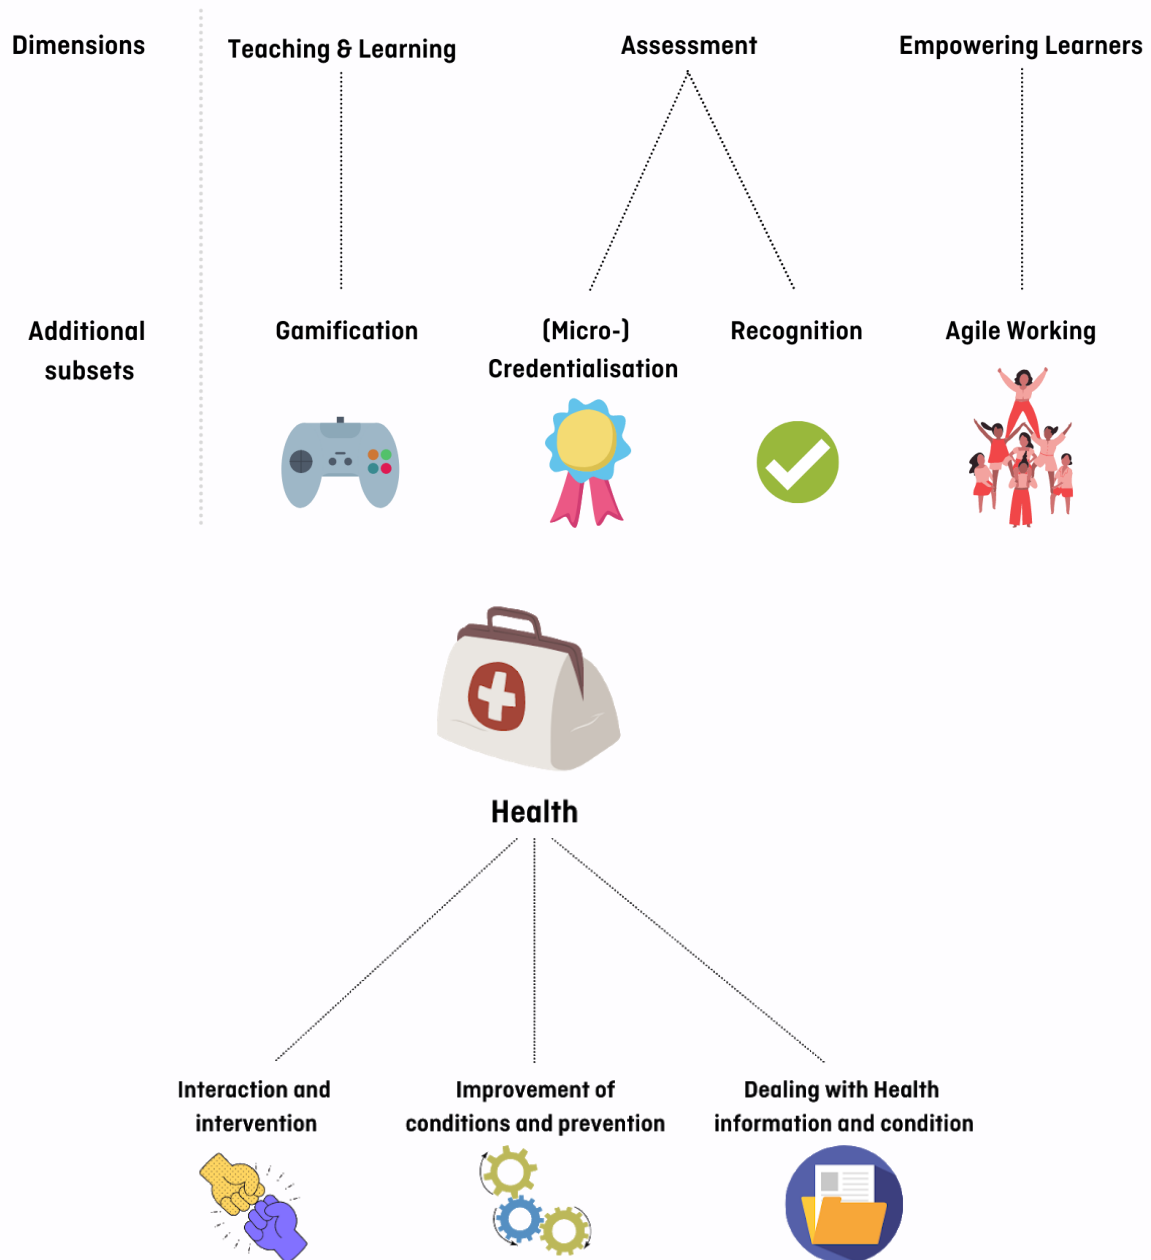 Dimensions
Teaching & Learning
Assessment
Empowering Learners
Additional
subsets
Gamification
(Micro-)
Credentialisation
Recognition
Agile Working
Health
Interaction and
intervention
Improvement of
conditions and prevention
Dealing with Health
information and condition